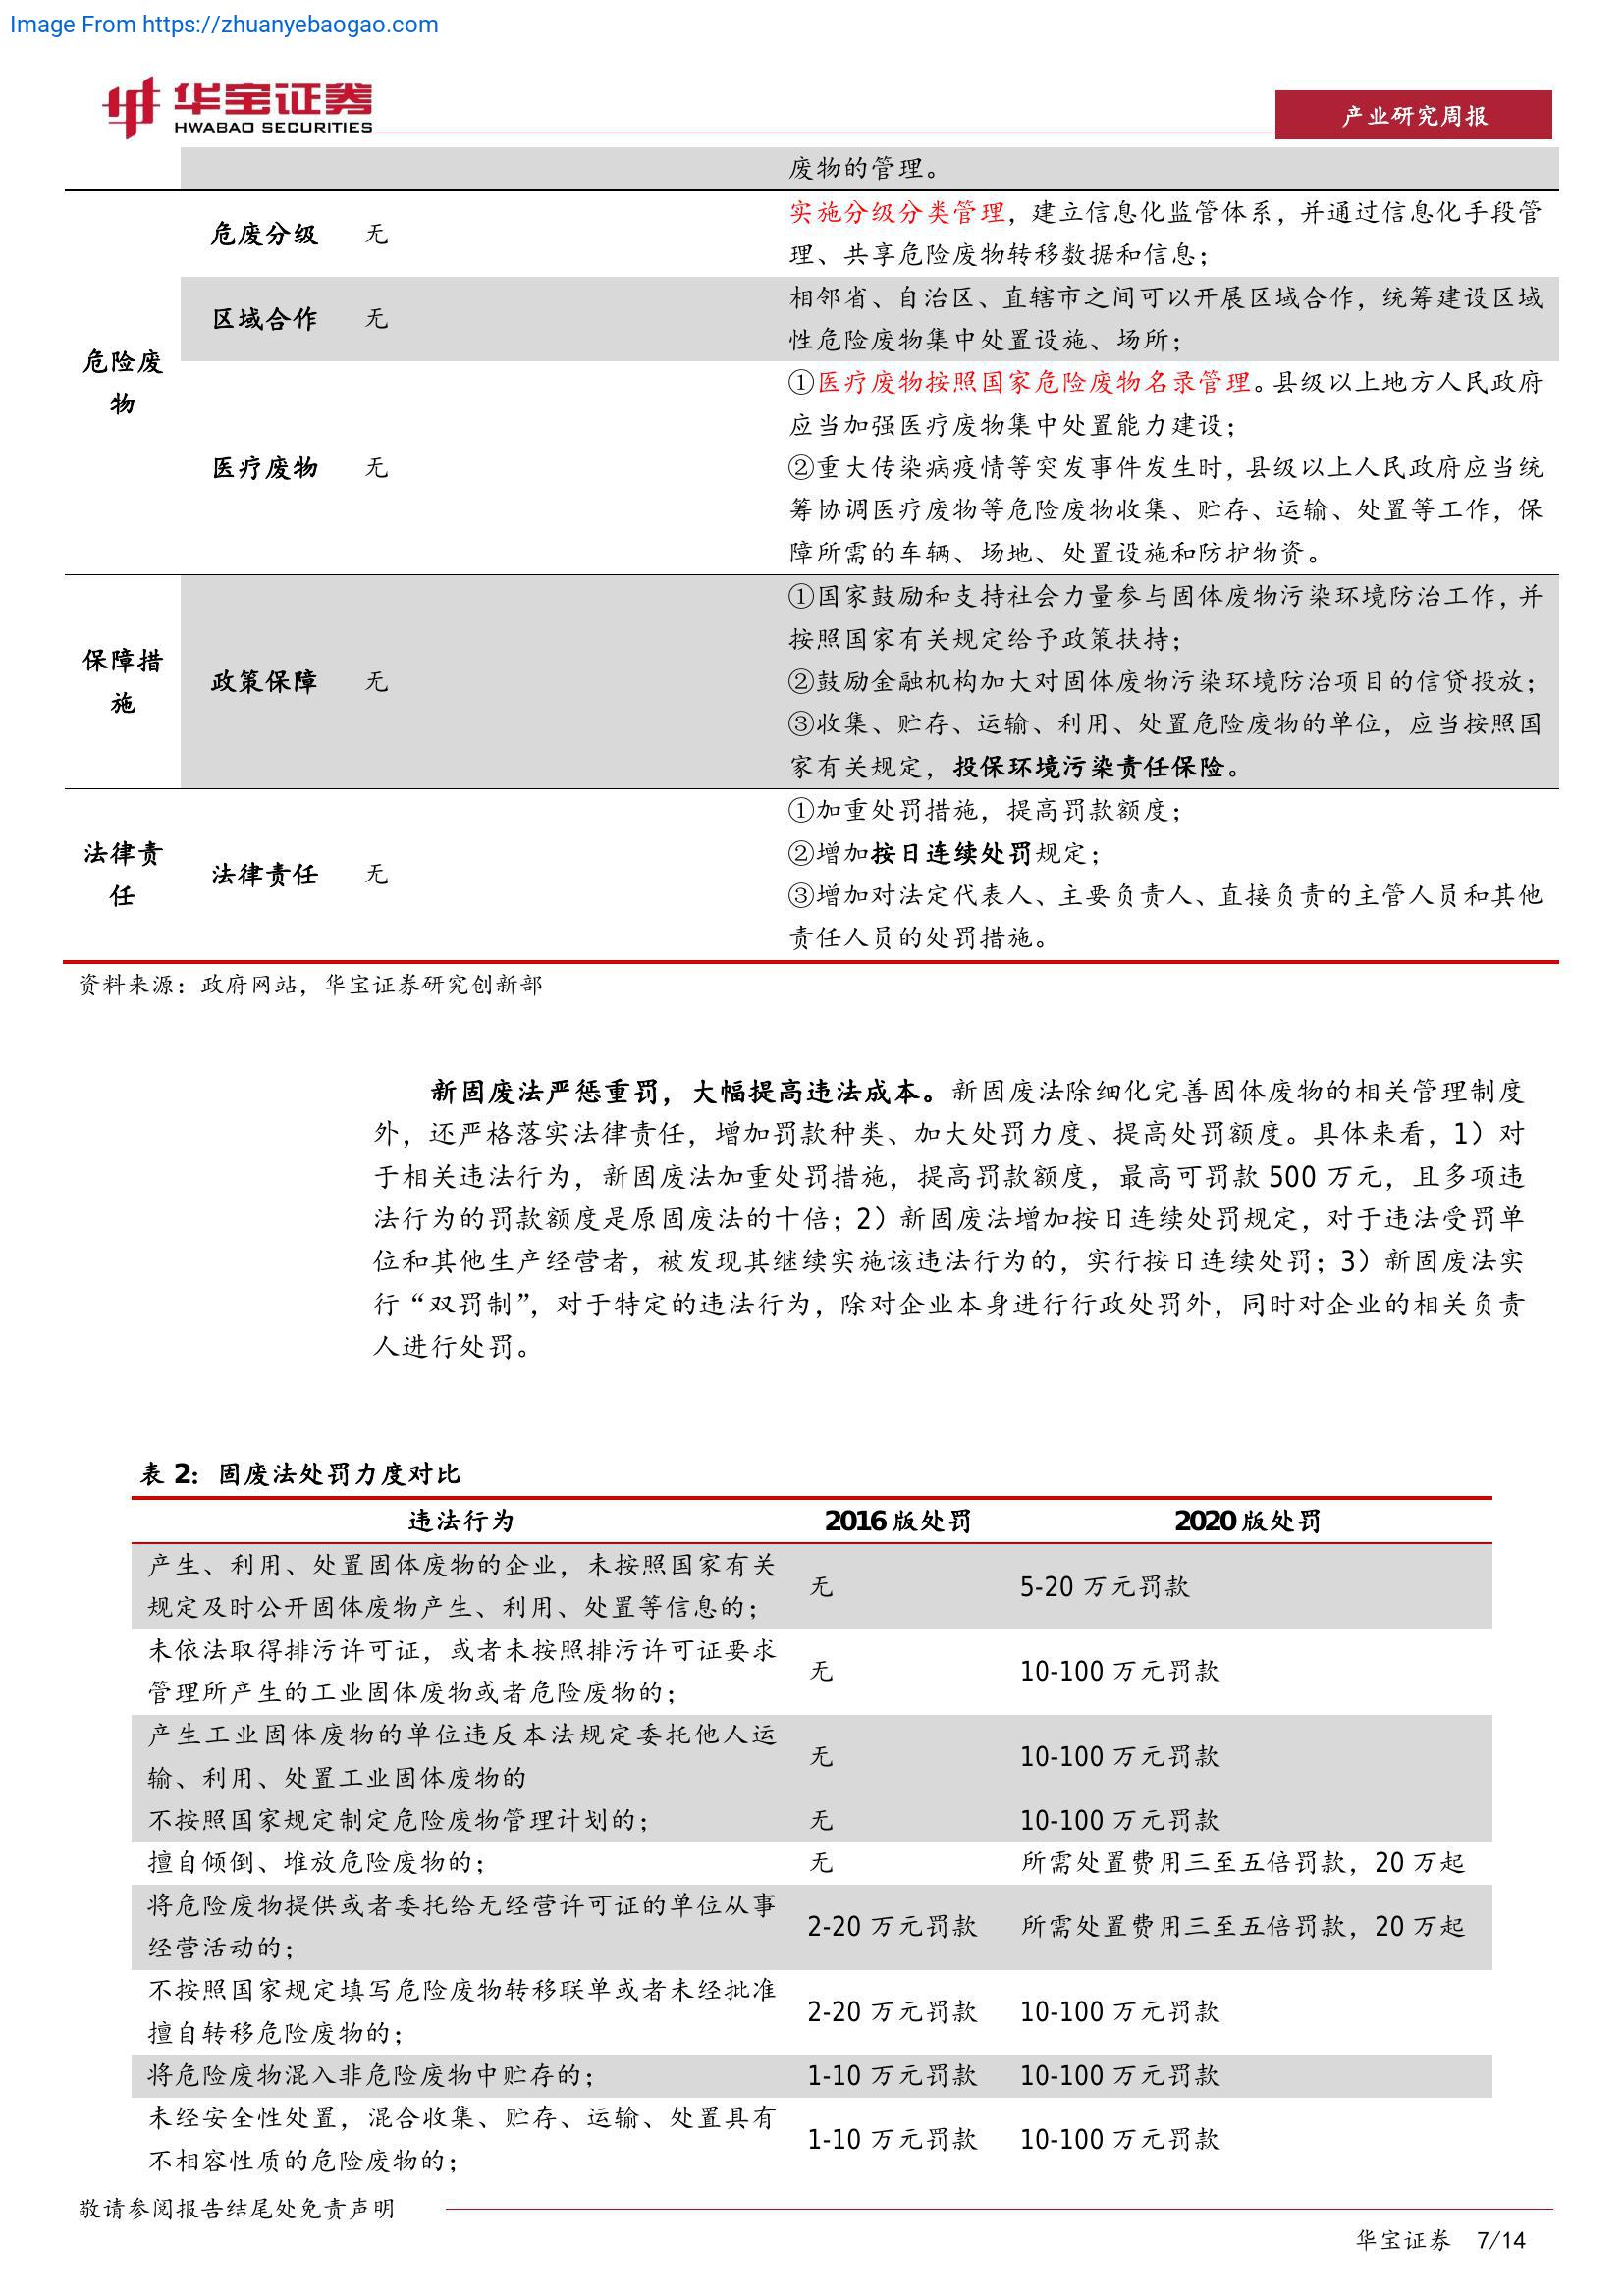 Image From https://zhuanyebaogao.com
华宝证券
HWABAO SECURITIES
产业研究周报
废物的管理。
危险废
物
危废分级
无
实施分级分类管理，建立信息化监管体系，并通过信息化手段管
理、共享危险废物转移数据和信息；
区域合作
无
相邻省、自治区、直辖市之间可以开展区域合作，统筹建设区域
性危险废物集中处置设施、场所；
医疗废物
无
①医疗废物按照国家危险废物名录管理。县级以上地方人民政府
应当加强医疗废物集中处置能力建设；
②重大传染病疫情等突发事件发生时，县级以上人民政府应当统
筹协调医疗废物等危险废物收集、贮存、运输、处置等工作，保
障所需的车辆、场地、处置设施和防护物资。
保障措
施
政策保障
无
①国家鼓励和支持社会力量参与固体废物污染环境防治工作，并
按照国家有关规定给予政策扶持；
②鼓励金融机构加大对固体废物污染环境防治项目的信贷投放；
③收集、贮存、运输、利用、处置危险废物的单位，应当按照国
家有关规定，投保环境污染责任保险。
法律责
任
法律责任
无
①加重处罚措施，提高罚款额度；
②增加按日连续处罚规定；
③增加对法定代表人、主要负责人、直接负责的主管人员和其他
责任人员的处罚措施。
资料来源：政府网站，华宝证券研究创新部
新固废法严惩重罚，大幅提高违法成本。新固废法除细化完善固体废物的相关管理制度
外，还严格落实法律责任，增加罚款种类、加大处罚力度、提高处罚额度。具体来看，1）对
于相关违法行为，新固废法加重处罚措施，提高罚款额度，最高可罚款 500 万元，且多项违
法行为的罚款额度是原固废法的十倍；2）新固废法增加按日连续处罚规定，对于违法受罚单
位和其他生产经营者，被发现其继续实施该违法行为的，实行按日连续处罚；3）新固废法实
行“双罚制”，对于特定的违法行为，除对企业本身进行行政处罚外，同时对企业的相关负责
人进行处罚。
表 2：固废法处罚力度对比
违法行为 2016 版处罚 2020 版处罚
产生、利用、处置固体废物的企业，未按照国家有关
规定及时公开固体废物产生、利用、处置等信息的；
无 5-20 万元罚款
未依法取得排污许可证，或者未按照排污许可证要求
管理所产生的工业固体废物或者危险废物的；
无 10-100 万元罚款
产生工业固体废物的单位违反本法规定委托他人运
输、利用、处置工业固体废物的
无 10-100 万元罚款
不按照国家规定制定危险废物管理计划的； 无 10-100 万元罚款
擅自倾倒、堆放危险废物的； 无 所需处置费用三至五倍罚款，20 万起
将危险废物提供或者委托给无经营许可证的单位从事
经营活动的；
2-20 万元罚款 所需处置费用三至五倍罚款，20 万起
不按照国家规定填写危险废物转移联单或者未经批准
擅自转移危险废物的；
2-20 万元罚款 10-100 万元罚款
将危险废物混入非危险废物中贮存的； 1-10 万元罚款 10-100 万元罚款
未经安全性处置，混合收集、贮存、运输、处置具有
不相容性质的危险废物的；
1-10 万元罚款 10-100 万元罚款
敬请参阅报告结尾处免责声明
华宝证券 7/14